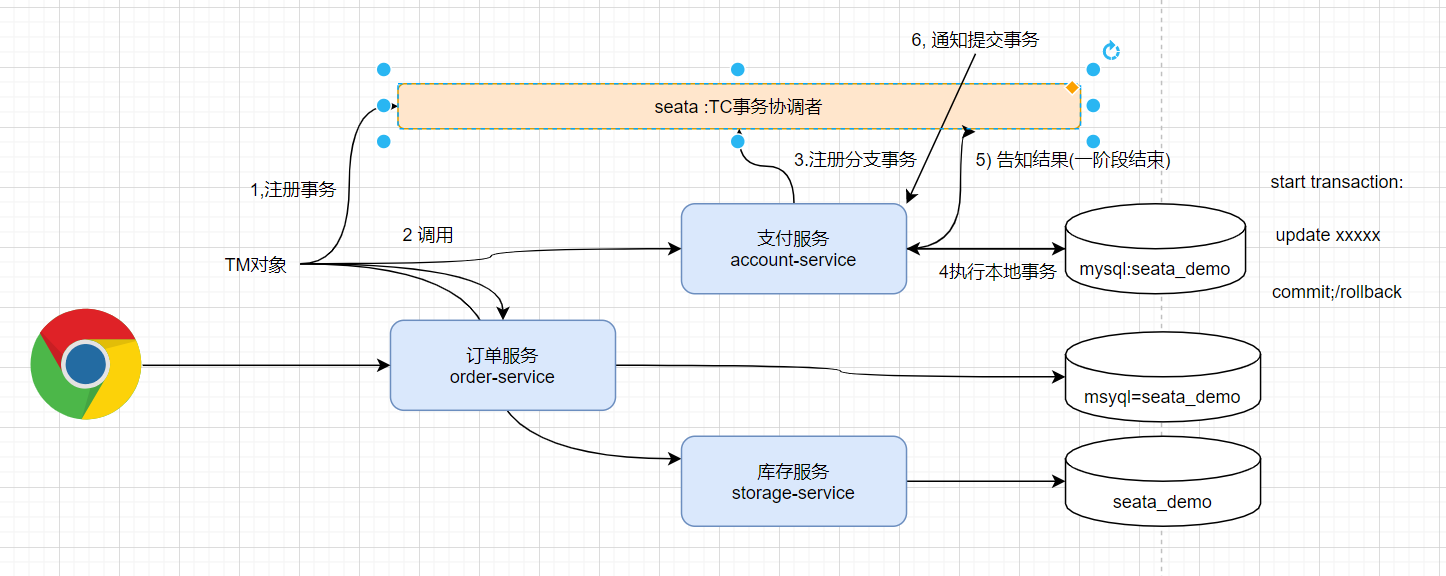 6, 通知提交事务
seata :TC事务协调者
3.注册分支事务
5) 告知结果(一阶段结束)
1,注册事务
start transaction:
2 调用
支付服务
account-service
update xxxxx
TM对象
4执行本地事务
mysql:seata_demo
commit;/rollback
订单服务
order-service
msyql=seata_demo
库存服务
storage-service
seata_demo